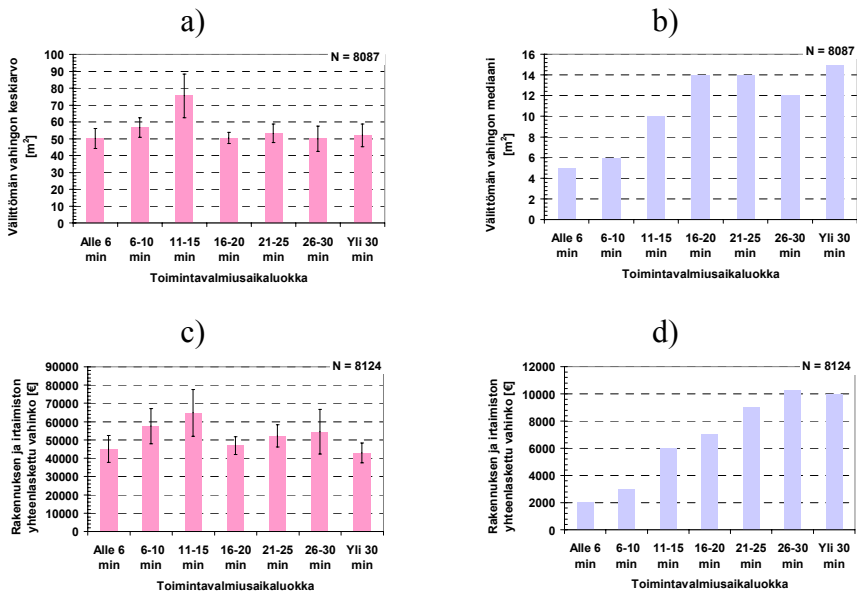 a)
N = 8087
Välittömän vahingon keskiarvo
[m²]
100
90
80
70
60
50
40
30
20
10
0
Alle 6 6-10 11-15 16-20 21-25 26-30 Yli 30
min min min min min min min
Toimintavalmiusaikaluokka
b)
N = 8087
Välittömän vahingon mediaani
[m²]
16
14
12
10
8
6
4
2
0
Alle 6 6-10 11-15 16-20 21-25 26-30 Yli 30
min min min min min min min
Toimintavalmiusaikaluokka
c)
N = 8124
Rakennuksen ja irtaimiston
yhteenlaskettu vahinko [€]
90000
80000
70000
60000
50000
40000
30000
20000
10000
0
Alle 6 6-10 11-15 16-20 21-25 26-30 Yli 30
min min min min min min min
Toimintavalmiusaikaluokka
d)
N = 8124
Rakennuksen ja irtaimiston
yhteenlaskettu vahinko [€]
12000
10000
8000
6000
4000
2000
0
Alle 6 6-10 11-15 16-20 21-25 26-30 Yli 30
min min min min min min min
Toimintavalmiusaikaluokka